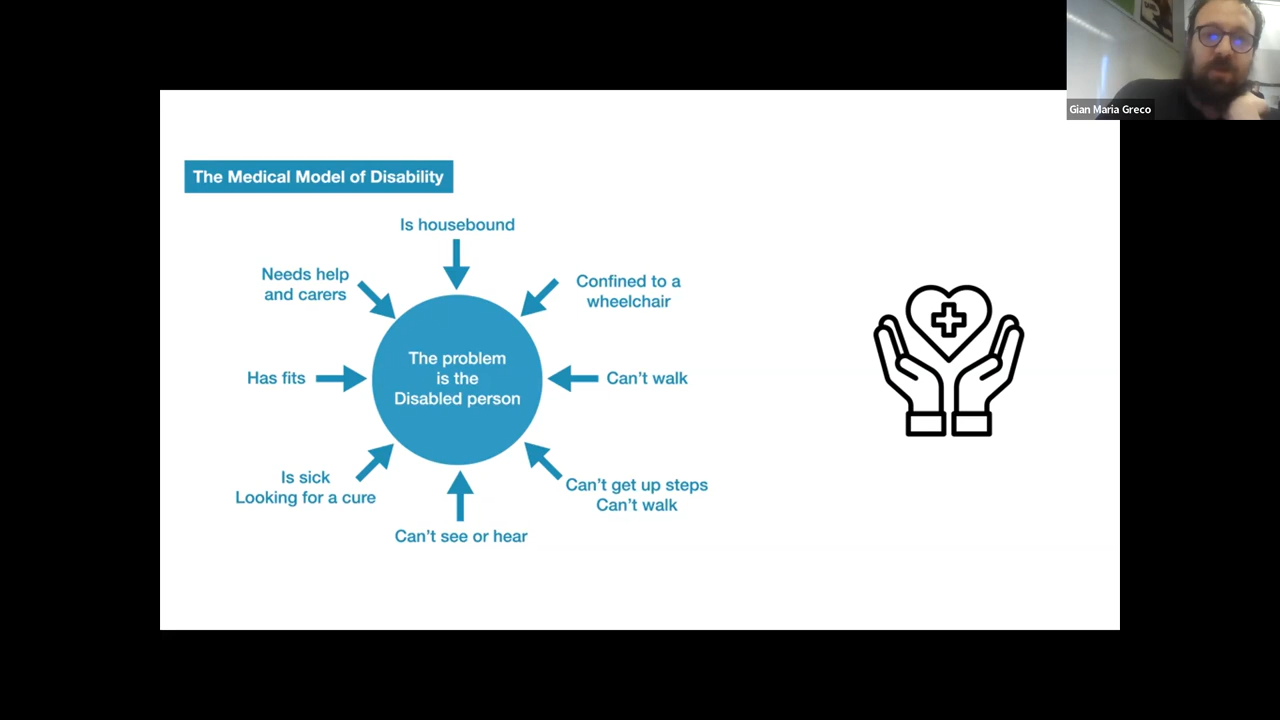 Gian Maria Greco
The Medical Model of Disability
Is housebound
Needs help
and carers
Confined to a
wheelchair
The problem
is the
Disabled person
Has fits
Can't walk
Is sick
Looking for a cure
Can't get up steps
Can't walk
Can't see or hear